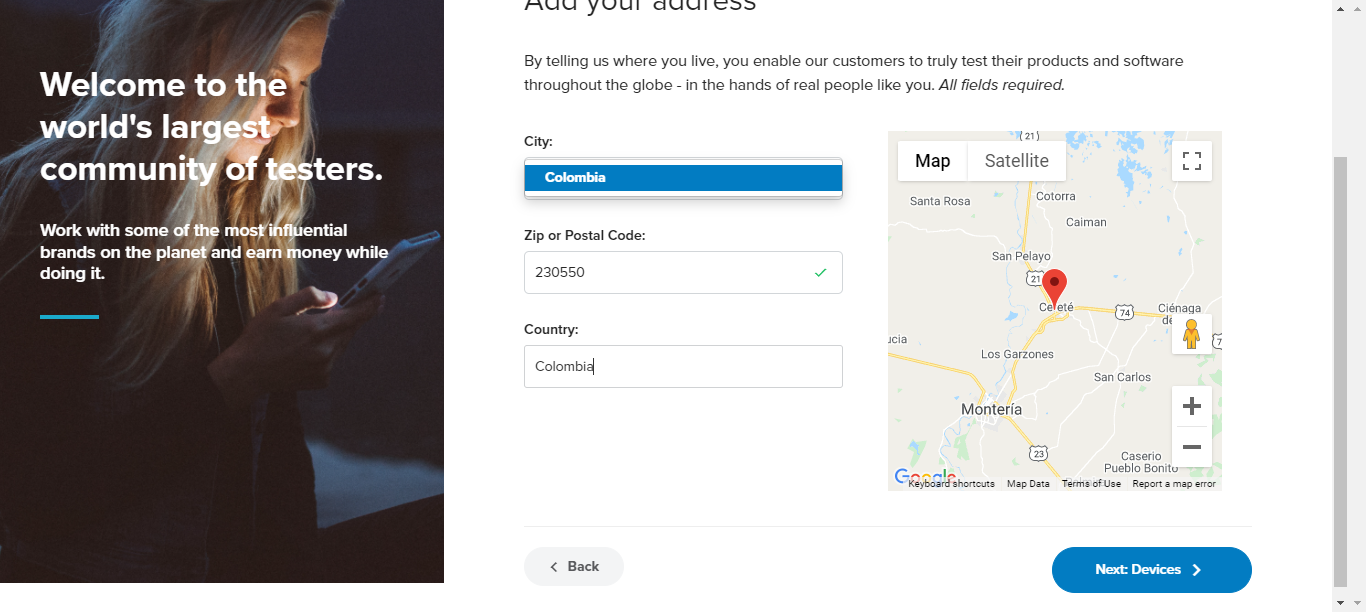 Add your address
Welcome to the
world's largest
community of testers.
Work with some of the most influential
brands on the planet and earn money while
doing it.
By telling us where you live, you enable our customers to truly test their products and software
throughout the globe - in the hands of real people like you. All fields required.
City:
Colombia
Zip or Postal Code:
230550
Country:
Colombia
Map
Satellite
21
Santa Rosa
Cotorra
Caiman
San Pelayo
21
Cereté
74
Ciénaga
de
ucia
Los Garzones
San Carlos
Montería
23
Caserio
Pueblo Bonito
Google
Keyboard shortcuts
Map Data
Terms of Use
Report a map error
Back
Next: Devices